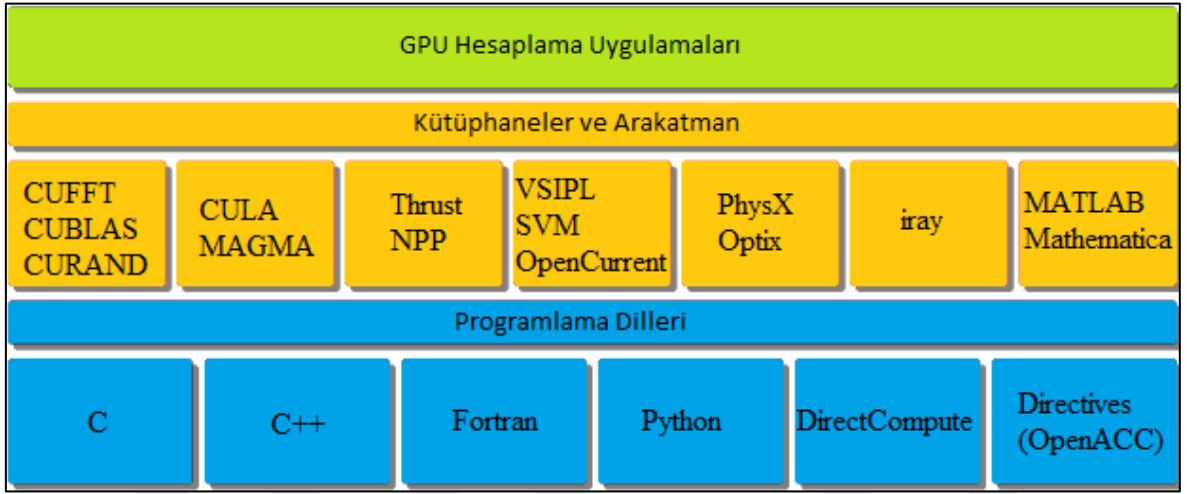 GPU Hesaplama Uygulamaları
Kütüphaneler ve Arakatman
CUFFT
CUBLAS
CURAND
CULA
MAGMA
Thrust
NPP
VSIPL
SVM
OpenCurrent
PhysX
Optix
iray
MATLAB
Mathematica
Programlama Dilleri
C
C++
Fortran
Python
DirectCompute
Directives
(OpenACC)